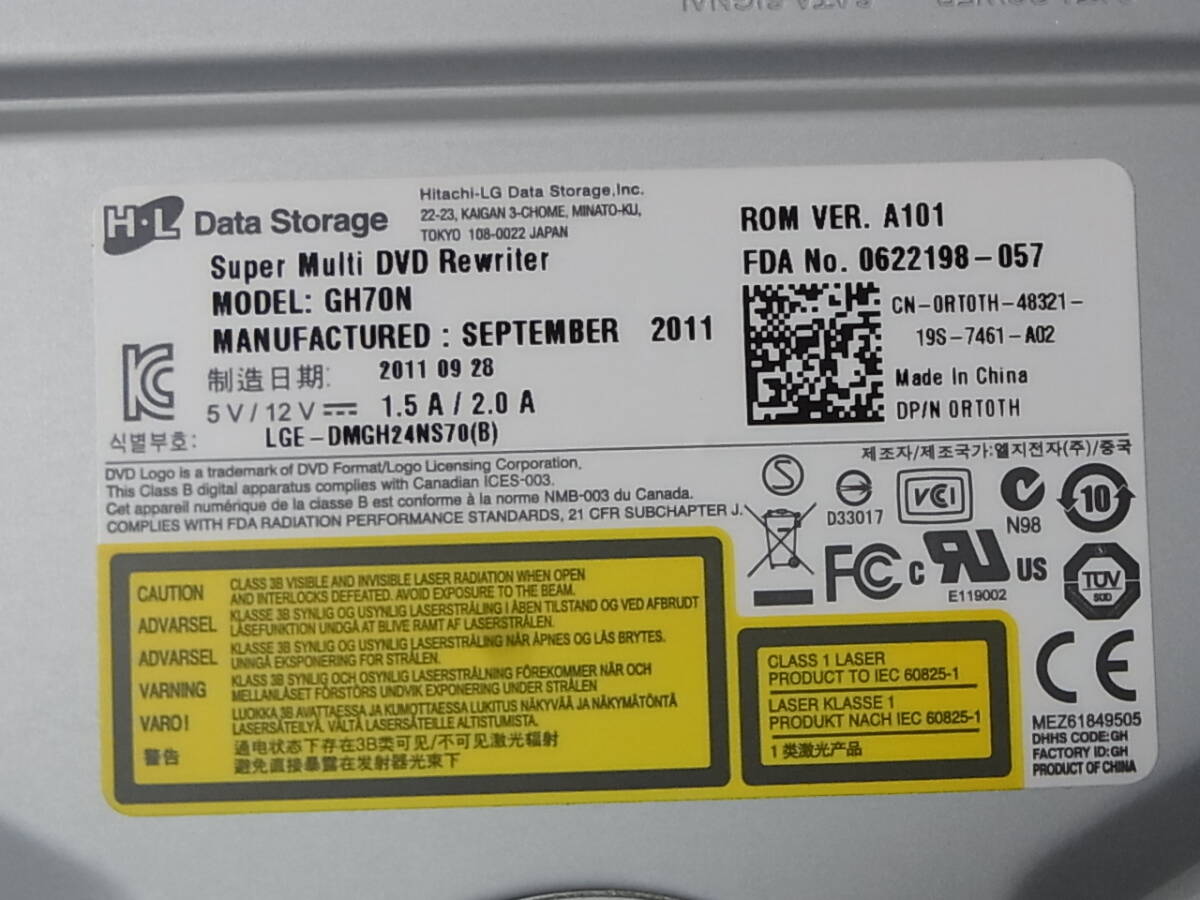 H·L Data Storage
Hitachi-LG Data Storage,Inc.
22-23, KAIGAN 3-CHOME, MINATO-KU,
TOKYO 108-0022 JAPAN
Super Multi DVD Rewriter
MODEL: GH70N
MANUFACTURED : SEPTEMBER 2011
制造日期: 2011 09 28
5 V / 12 V 1.5 A / 2.0 A
식별부호: LGE-DMGH24NS70(B)
ROM VER. A101
FDA No. 0622198-057
CN-0RT0TH-48321-
19S-7461-A02
Made In China
DP/N 0RT0TH
DVD Logo is a trademark of DVD Format/Logo Licensing Corporation,
This Class B digital apparatus complies with Canadian ICES-003.
Cet appareil numérique de la classe B est conforme à la norme NMB-003 du Canada.
COMPLIES WITH FDA RADIATION PERFORMANCE STANDARDS, 21 CFR SUBCHAPTER J.
제조자/제조국가:엘지전자(주)/중국
S
D33017
VCI
N98
10
FC
c RU US
E119002
TÜV
SÜD
CE
CAUTION CLASS 3B VISIBLE AND INVISIBLE LASER RADIATION WHEN OPEN
AND INTERLOCKS DEFEATED. AVOID EXPOSURE TO THE BEAM.
ADVARSEL KLASSE 3B SYNLIG OG USYNLIG LASERSTRÅLING I ÅBEN TILSTAND OG VED AFBRUDT
LÅSEFUNKTION UNDGÅ AT BLIVE RAMT AF LASERSTRÅLEN.
ADVARSEL KLASSE 3B SYNLIG OG USYNLIG LASERSTRÅLING NÅR ÅPNES OG LÅS BRYTES.
UNNGÅ EKSPONERING FOR STRÅLEN.
VARNING KLASS 3B SYNLIG OCH OSYNLIG LASERSTRÅLNING FÖREKOMMER NÄR OCH
MELLANLÅSET FÖRSTÖRS UNDVIK EXPONERING UNDER STRÅLEN
VARO! LUOKKA 3B AVATTAESSA JA KUMOTTAESSA LUKITUS NÄKYVÄÄ JA NÄKYMÄTÖNTÄ
LASERSÄTEILYÄ. VÄLTÄ LASERSÄTEILLE ALTISTUMISTA.
警告 通电状态下存在3B类可见/不可见激光辐射
避免直接暴露在发射器光束下
CLASS 1 LASER
PRODUCT TO IEC 60825-1
LASER KLASSE 1
PRODUKT NACH IEC 60825-1
1 类激光产品
MEZ61849505
DHHS CODE:GH
FACTORY ID:GH
PRODUCT OF CHINA